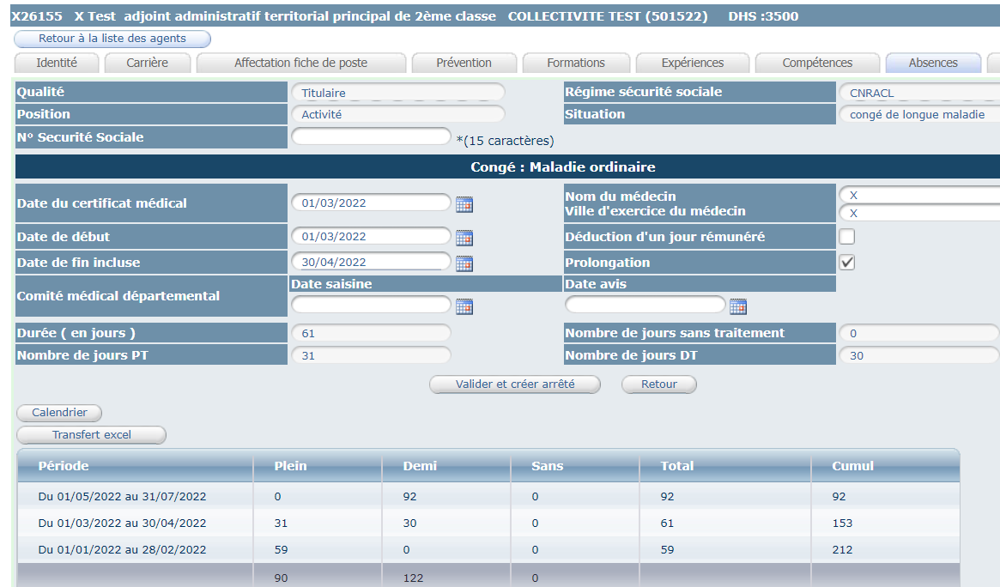 X26155 X Test adjoint administratif territorial principal de 2ème classe COLLECTIVITE TEST (501522) DHS :3500
Retour à la liste des agents
Identité Carrière Affectation fiche de poste Prévention Formations Expériences Compétences Absences
Qualité Titulaire Régime sécurité sociale CNRACL
Position Activité Situation congé de longue maladie
N° Securité Sociale *(15 caractères)
Congé : Maladie ordinaire
Date du certificat médical 01/03/2022 Nom du médecin X
Ville d'exercice du médecin X
Date de début 01/03/2022 Déduction d'un jour rémunéré
Date de fin incluse 30/04/2022 Prolongation
Comité médical départemental Date saisine Date avis
Durée ( en jours ) 61 Nombre de jours sans traitement 0
Nombre de jours PT 31 Nombre de jours DT 30
Valider et créer arrêté Retour
Calendrier
Transfert excel
Période Plein Demi Sans Total Cumul
Du 01/05/2022 au 31/07/2022 0 92 0 92 92
Du 01/03/2022 au 30/04/2022 31 30 0 61 153
Du 01/01/2022 au 28/02/2022 59 0 0 59 212
90 122 0